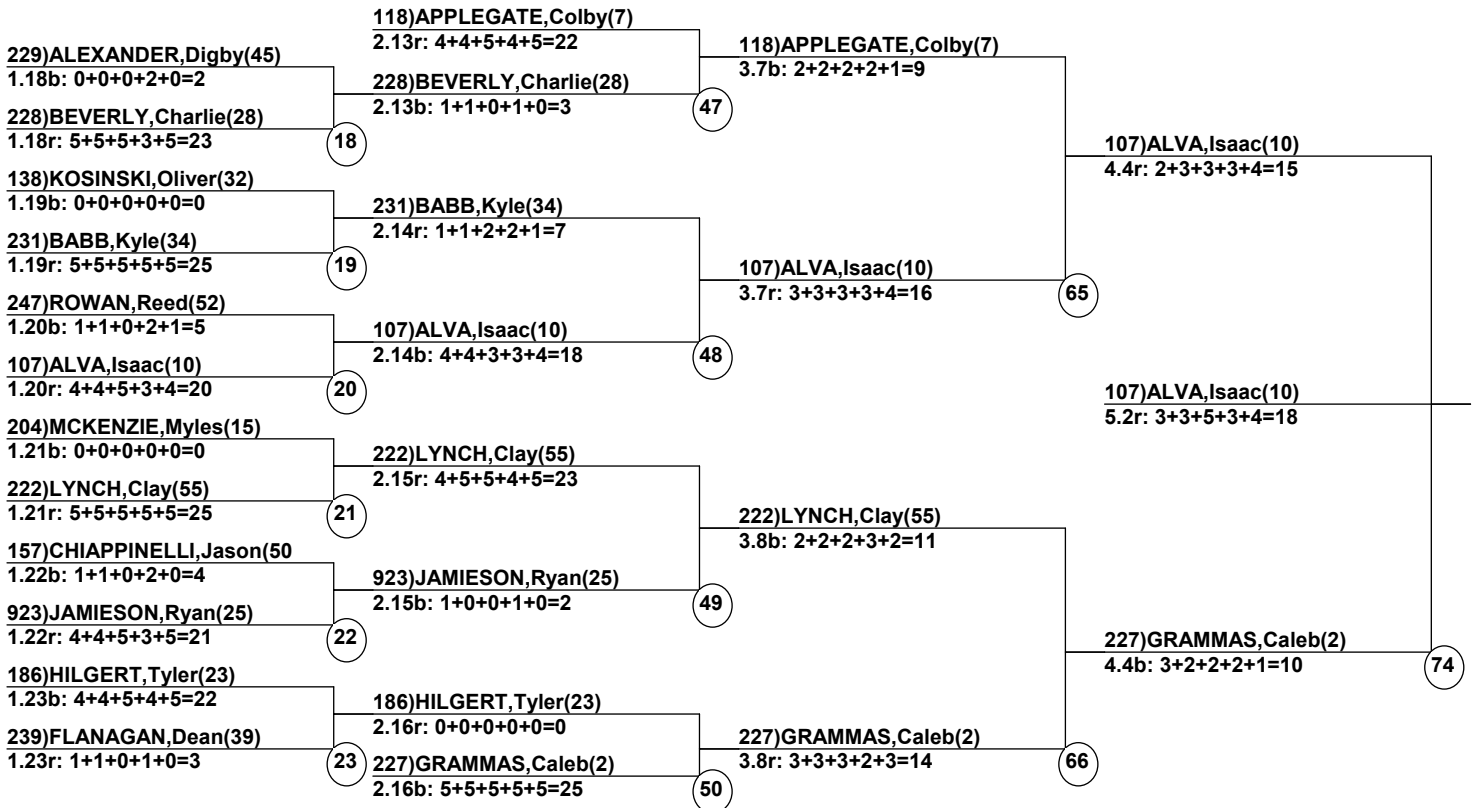 229)ALEXANDER,Digby(45)
1.18b: 0+0+0+2+0=2
228)BEVERLY,Charlie(28)
1.18r: 5+5+5+3+5=23
18
138)KOSINSKI,Oliver(32)
1.19b: 0+0+0+0+0=0
231)BABB,Kyle(34)
1.19r: 5+5+5+5+5=25
19
247)ROWAN,Reed(52)
1.20b: 1+1+0+2+1=5
107)ALVA,Isaac(10)
1.20r: 4+4+5+3+4=20
20
204)MCKENZIE,Myles(15)
1.21b: 0+0+0+0+0=0
222)LYNCH,Clay(55)
1.21r: 5+5+5+5+5=25
21
157)CHIAPPINELLI,Jason(50
1.22b: 1+1+0+2+0=4
923)JAMIESON,Ryan(25)
1.22r: 4+4+5+3+5=21
22
186)HILGERT,Tyler(23)
1.23b: 4+4+5+4+5=22
239)FLANAGAN,Dean(39)
1.23r: 1+1+0+1+0=3
23
118)APPLEGATE,Colby(7)
2.13r: 4+4+5+4+5=22
228)BEVERLY,Charlie(28)
2.13b: 1+1+0+1+0=3
47
231)BABB,Kyle(34)
2.14r: 1+1+2+2+1=7
107)ALVA,Isaac(10)
2.14b: 4+4+3+3+4=18
48
222)LYNCH,Clay(55)
2.15r: 4+5+5+4+5=23
923)JAMIESON,Ryan(25)
2.15b: 1+0+0+1+0=2
49
186)HILGERT,Tyler(23)
2.16r: 0+0+0+0+0=0
227)GRAMMAS,Caleb(2)
2.16b: 5+5+5+5+5=25
50
118)APPLEGATE,Colby(7)
3.7b: 2+2+2+2+1=9
107)ALVA,Isaac(10)
3.7r: 3+3+3+3+4=16
65
222)LYNCH,Clay(55)
3.8b: 2+2+2+3+2=11
227)GRAMMAS,Caleb(2)
3.8r: 3+3+3+2+3=14
66
107)ALVA,Isaac(10)
4.4r: 2+3+3+3+4=15
227)GRAMMAS,Caleb(2)
4.4b: 3+2+2+2+1=10
74
107)ALVA,Isaac(10)
5.2r: 3+3+5+3+4=18